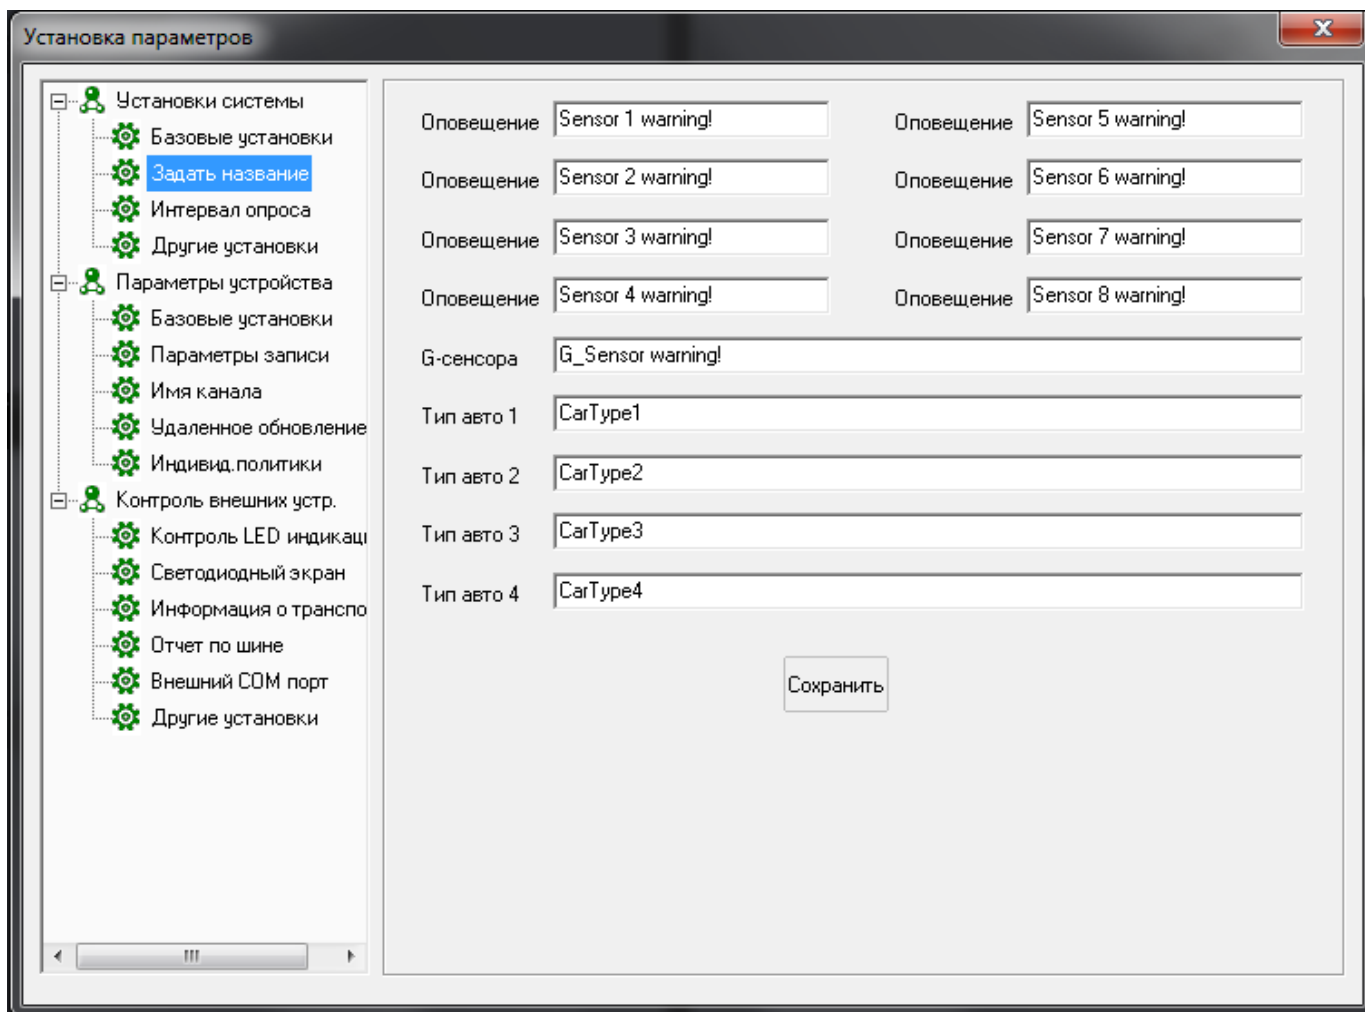 Установка параметров
Установки системы
Базовые установки
Задать название
Интервал опроса
Другие установки
Параметры устройства
Базовые установки
Параметры записи
Имя канала
Удаленное обновление
Индивид.политики
Контроль внешних устр.
Контроль LED индикаци
Светодиодный экран
Информация о транспо
Отчет по шине
Внешний COM порт
Другие установки
Оповещение Sensor 1 warning! Оповещение Sensor 5 warning!
Оповещение Sensor 2 warning! Оповещение Sensor 6 warning!
Оповещение Sensor 3 warning! Оповещение Sensor 7 warning!
Оповещение Sensor 4 warning! Оповещение Sensor 8 warning!
G-сенсора G_Sensor warning!
Тип авто 1 CarType1
Тип авто 2 CarType2
Тип авто 3 CarType3
Тип авто 4 CarType4
Сохранить